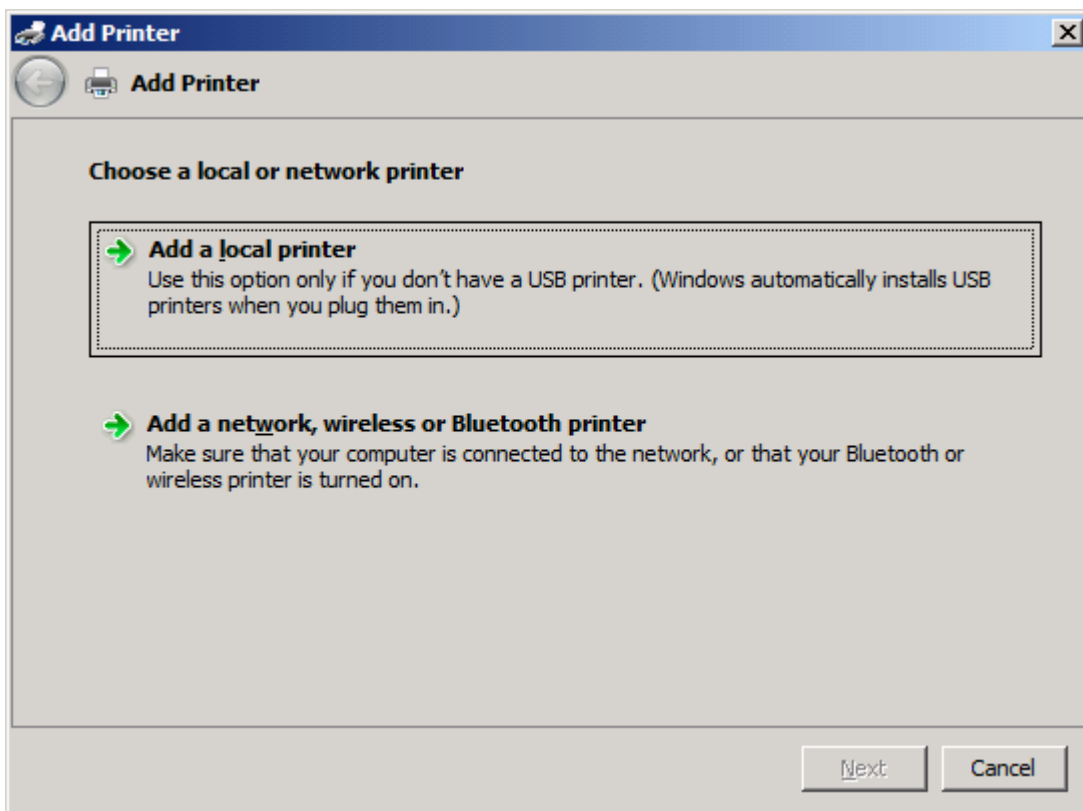 Add Printer
Add Printer
Choose a local or network printer
Add a local printer
Use this option only if you don't have a USB printer. (Windows automatically installs USB
printers when you plug them in.)
Add a network, wireless or Bluetooth printer
Make sure that your computer is connected to the network, or that your Bluetooth or
wireless printer is turned on.
Next Cancel